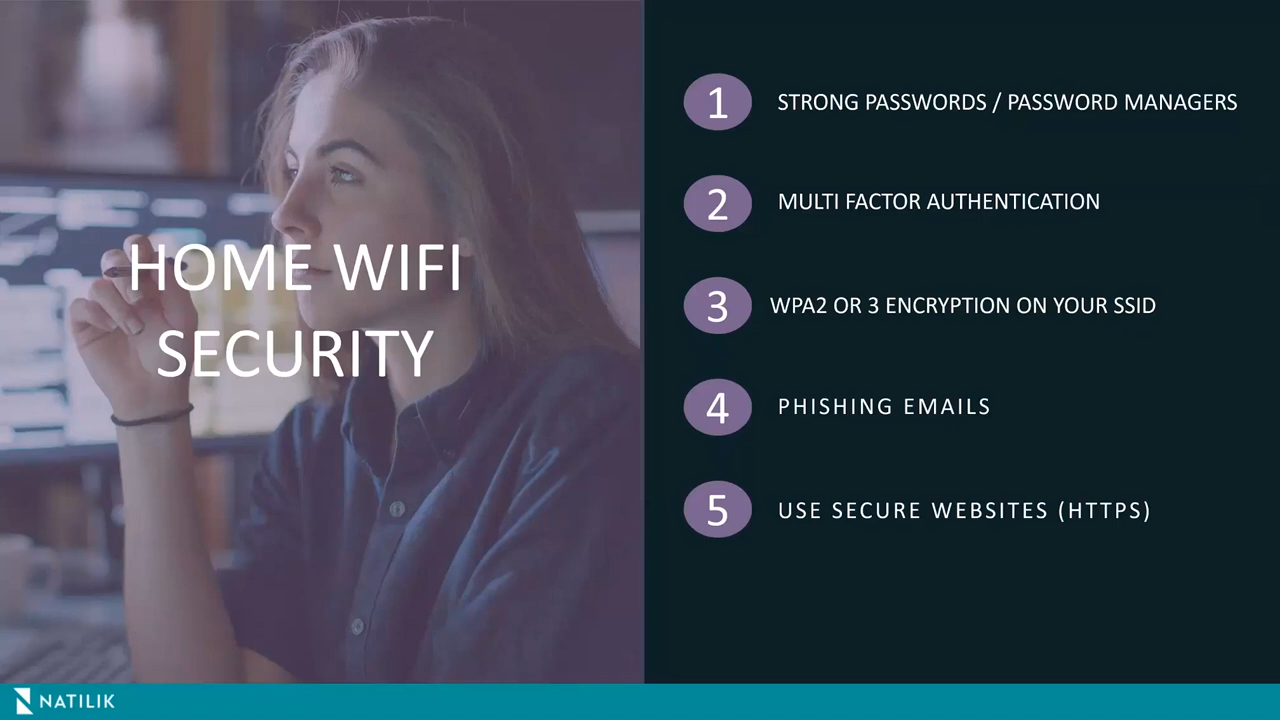 HOME WIFI
SECURITY
1 STRONG PASSWORDS / PASSWORD MANAGERS
2 MULTI FACTOR AUTHENTICATION
3 WPA2 OR 3 ENCRYPTION ON YOUR SSID
4 PHISHING EMAILS
5 USE SECURE WEBSITES (HTTPS)
NATILIK